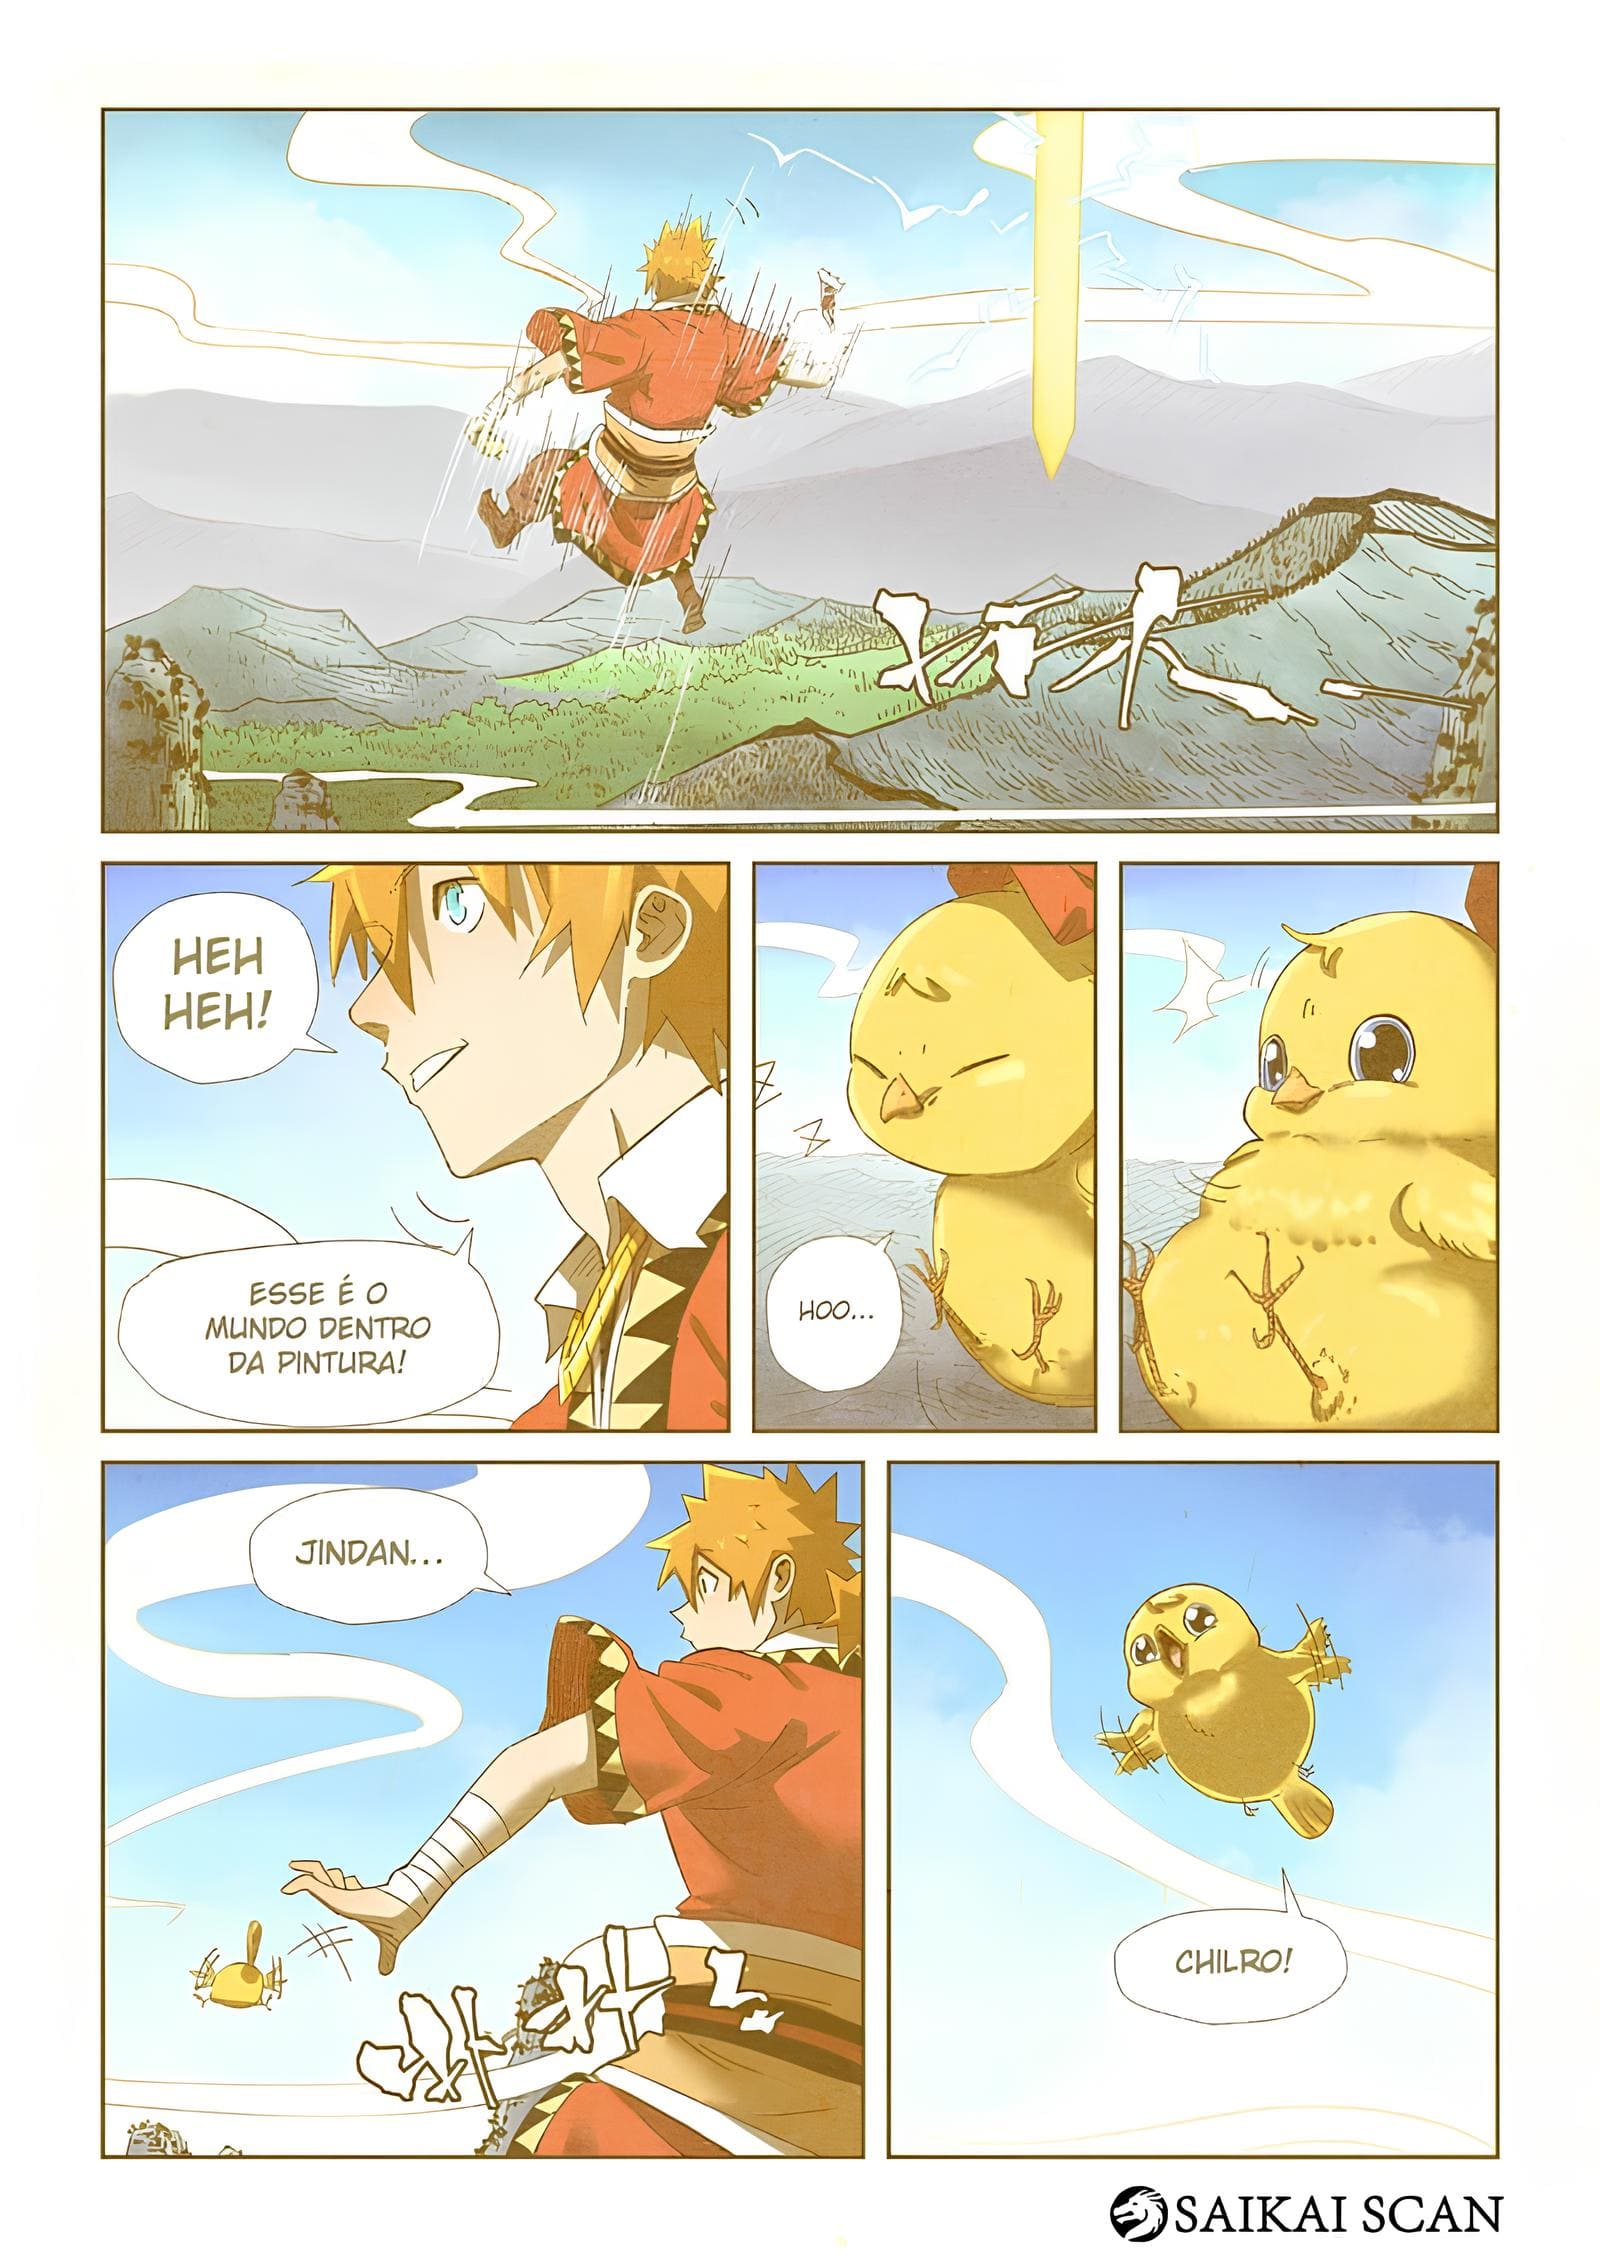 HEH
HEH!
ESSE É O
MUNDO DENTRO
DA PINTURA!
HOO...
JINDAN...
CHILRO!
SAIKAI SCAN